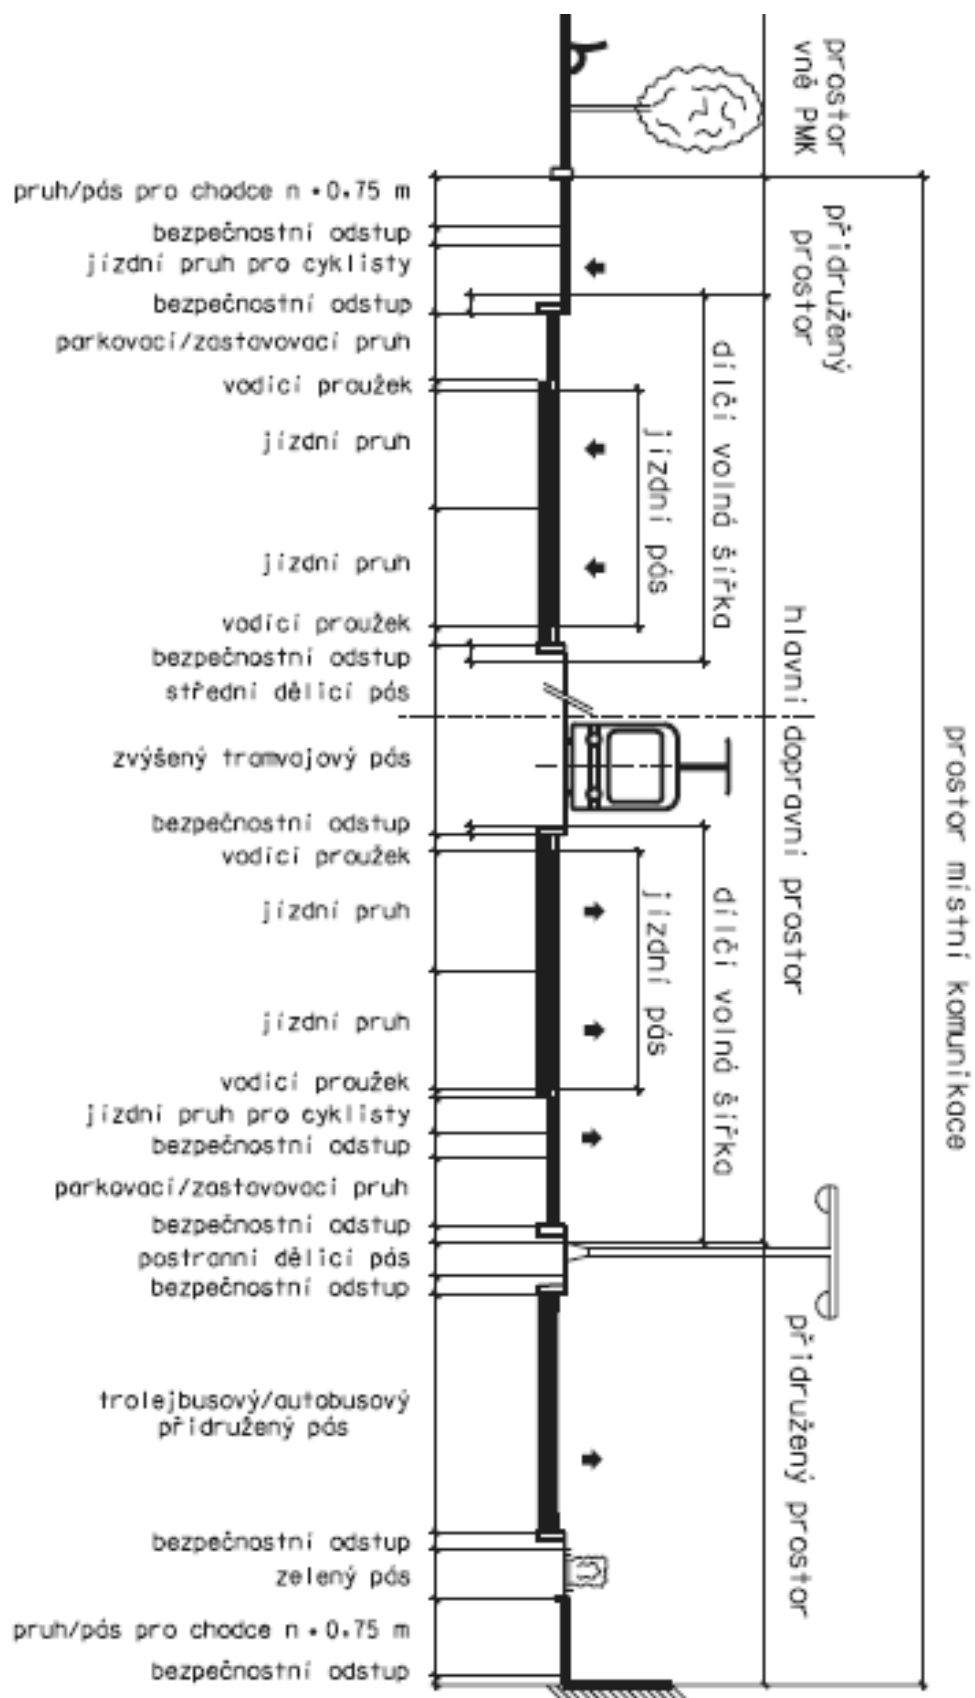 prostor
vně PMK
pruh/pás pro chodce n • 0.75 m
bezpečnostní odstup
jízdní pruh pro cyklisty
bezpečnostní odstup
parkovací/zastavovací pruh
vodicí proužek
jízdní pruh
jízdní pruh
vodicí proužek
bezpečnostní odstup
střední dělicí pás
zvýšený tramvajový pás
bezpečnostní odstup
vodicí proužek
jízdní pruh
jízdní pruh
vodicí proužek
jízdní pruh pro cyklisty
bezpečnostní odstup
parkovací/zastavovací pruh
bezpečnostní odstup
postranní dělicí pás
bezpečnostní odstup
trolejbusový/autobusový
přidružený pás
bezpečnostní odstup
zelený pás
pruh/pás pro chodce n • 0.75 m
bezpečnostní odstup
jízdní pás
jízdní pás
dílčí volná šířka
dílčí volná šířka
přidružený
prostor
hlavní dopravní prostor
přidružený prostor
prostor místní komunikace